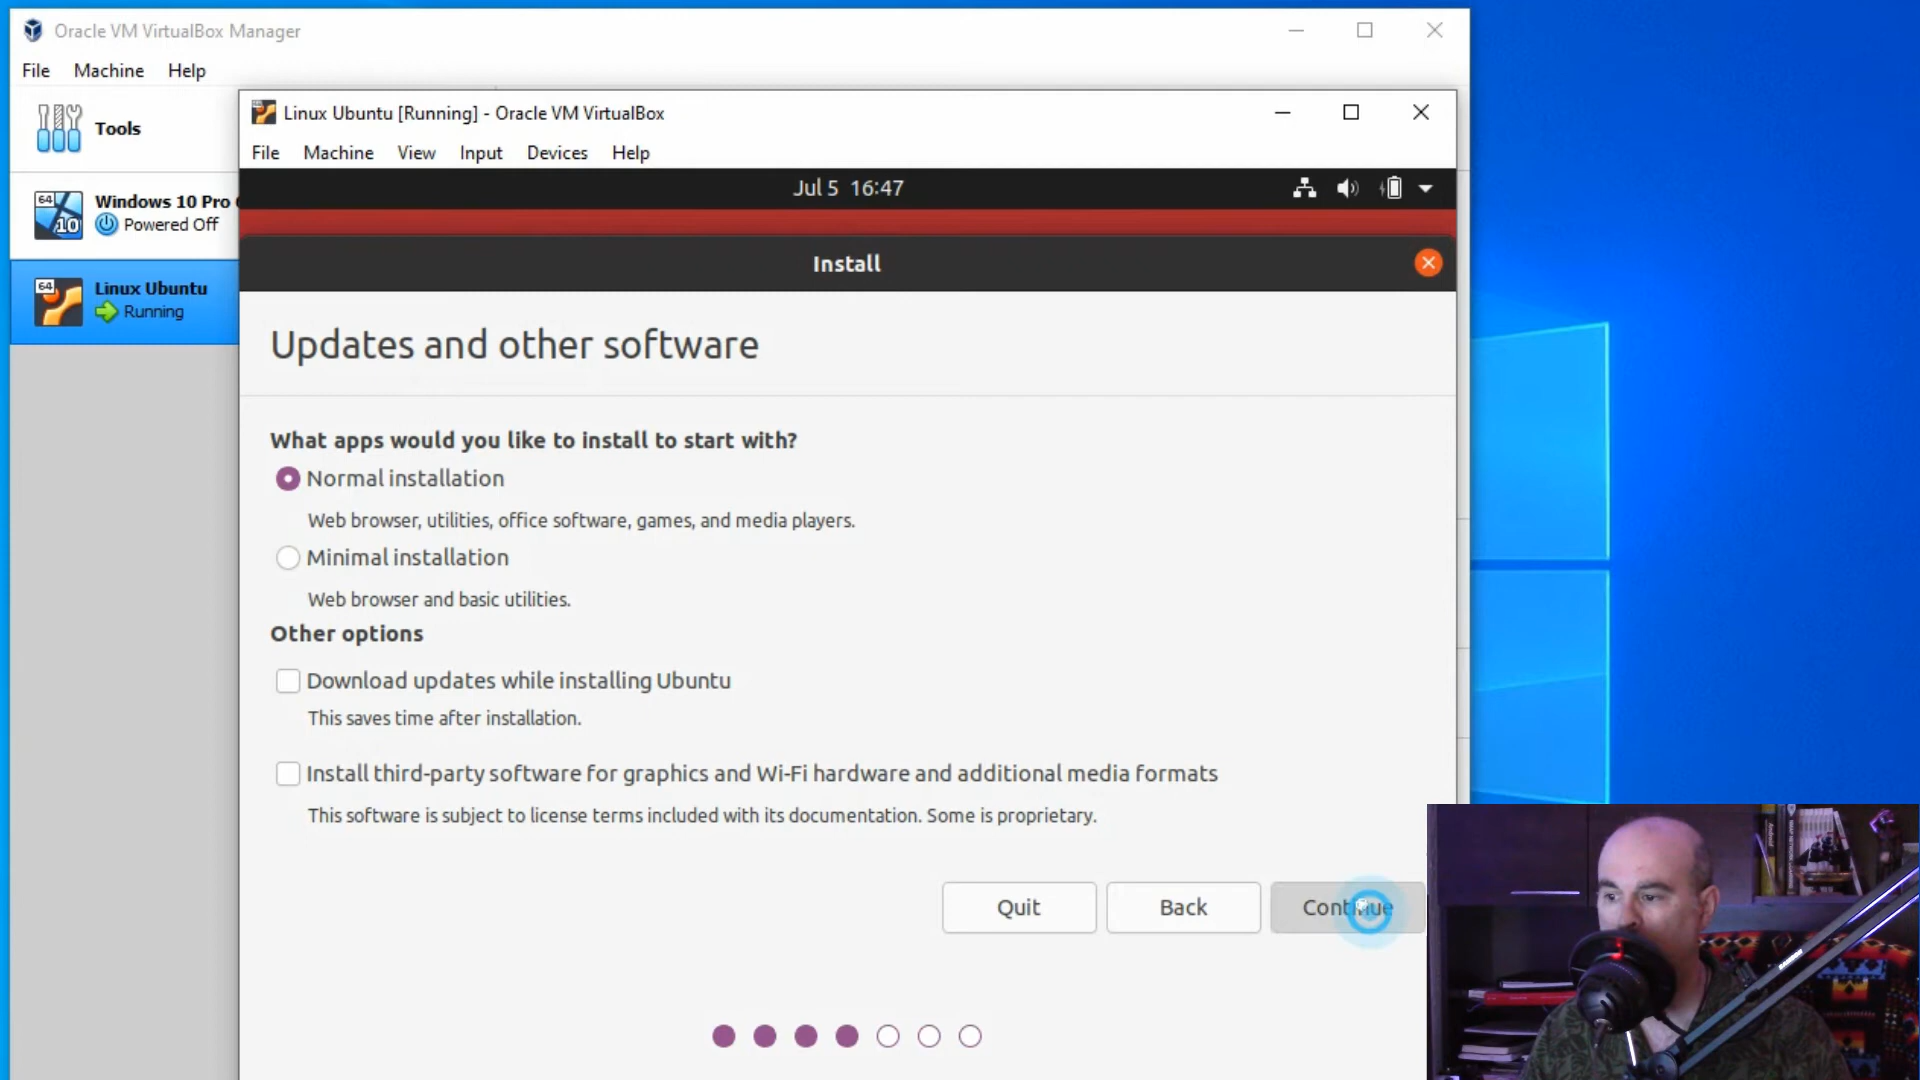 Oracle VM VirtualBox Manager
File Machine Help
Tools
Windows 10 Pro
Powered Off
64
10
Linux Ubuntu
Running
64
Linux Ubuntu [Running] - Oracle VM VirtualBox
File Machine View Input Devices Help
Jul 5 16:47
Install
Updates and other software
What apps would you like to install to start with?
Normal installation
Web browser, utilities, office software, games, and media players.
Minimal installation
Web browser and basic utilities.
Other options
Download updates while installing Ubuntu
This saves time after installation.
Install third-party software for graphics and Wi-Fi hardware and additional media formats
This software is subject to license terms included with its documentation. Some is proprietary.
Quit Back Continue